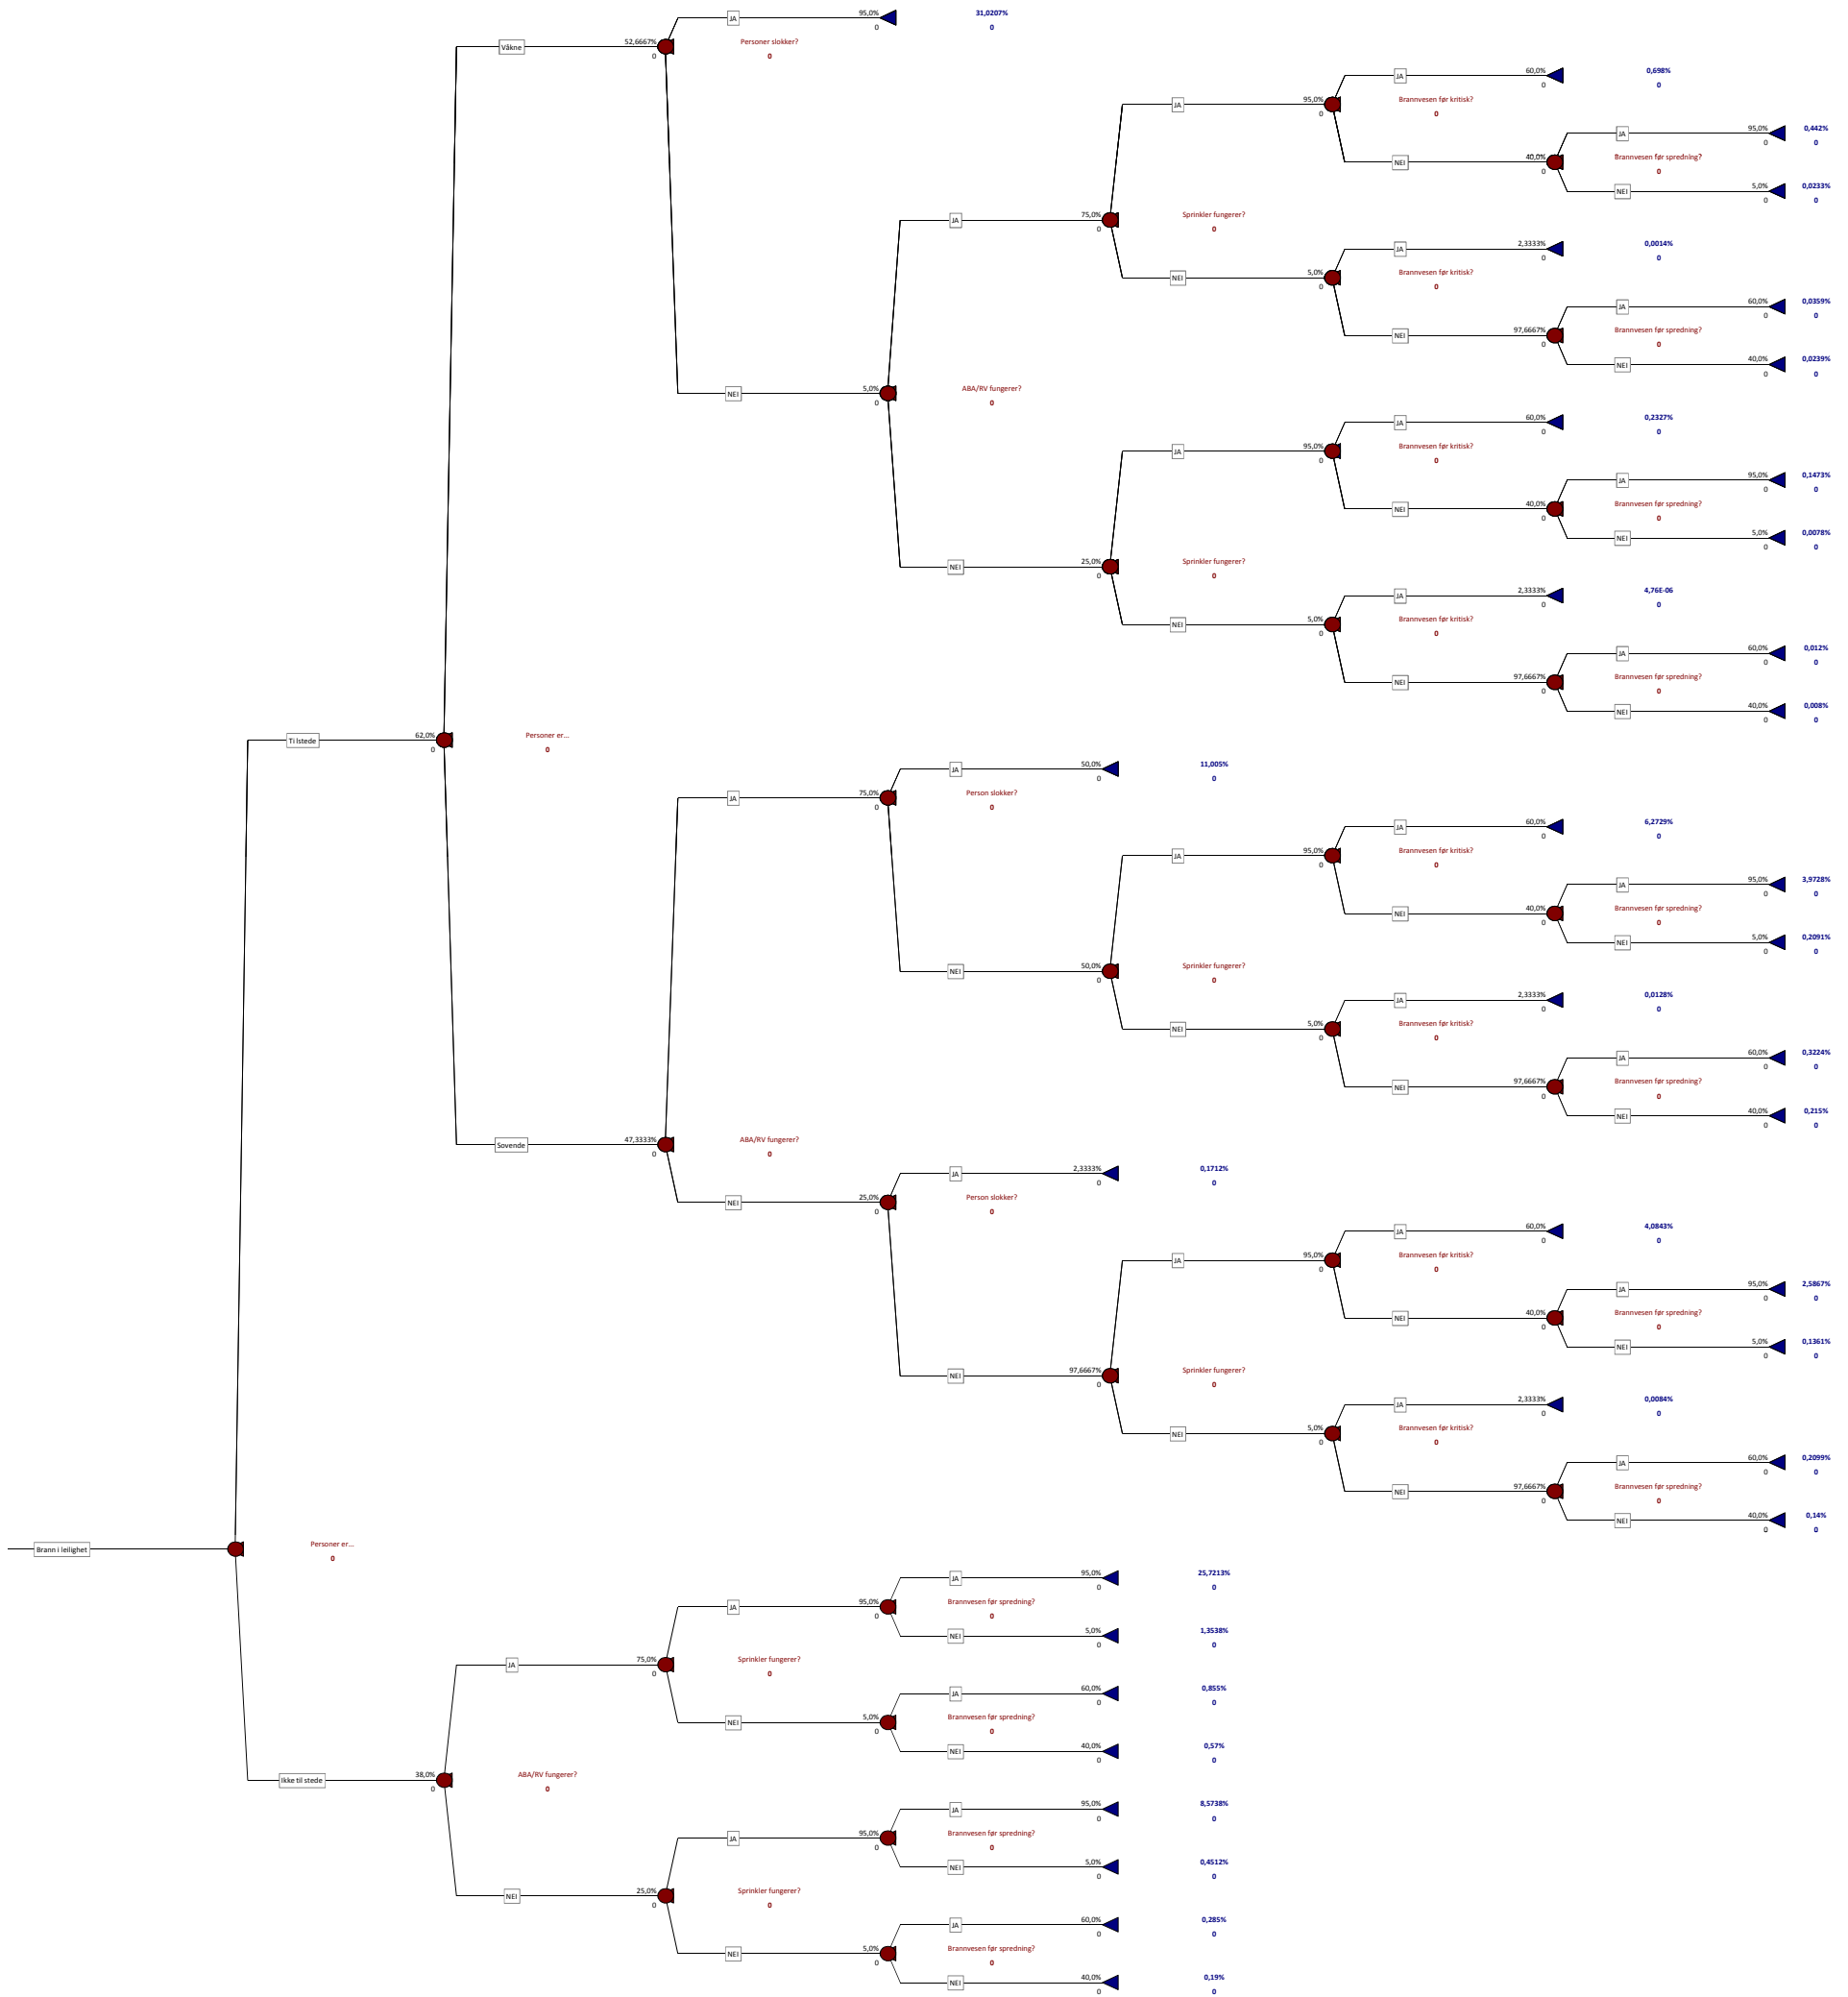 JA 95,0% 31,0207%
0 0
Våkne 52,6667% Personer slokker?
0 0
JA 60,0% 0,698%
0 0
JA 95,0% Brannvesen før kritisk?
0 0
JA 95,0% 0,442%
0 0
NEI 40,0% Brannvesen før spredning?
0 0
NEI 5,0% 0,0233%
0 0
JA 75,0% Sprinkler fungerer?
0 0
JA 2,3333% 0,0014%
0 0
NEI 5,0% Brannvesen før kritisk?
0 0
JA 60,0% 0,0359%
0 0
NEI 97,6667% Brannvesen før spredning?
0 0
NEI 40,0% 0,0239%
0 0
NEI 5,0% ABA/RV fungerer?
0 0
JA 60,0% 0,2327%
0 0
JA 95,0% Brannvesen før kritisk?
0 0
JA 95,0% 0,1473%
0 0
NEI 40,0% Brannvesen før spredning?
0 0
NEI 5,0% 0,0078%
0 0
NEI 25,0% Sprinkler fungerer?
0 0
JA 2,3333% 4,76E-06
0 0
NEI 5,0% Brannvesen før kritisk?
0 0
JA 60,0% 0,012%
0 0
NEI 97,6667% Brannvesen før spredning?
0 0
NEI 40,0% 0,008%
0 0
Tilstede 62,0% Personer er...
0 0
JA 50,0% 11,005%
0 0
JA 75,0% Person slokker?
0 0
JA 60,0% 6,2729%
0 0
JA 95,0% Brannvesen før kritisk?
0 0
JA 95,0% 3,9728%
0 0
NEI 40,0% Brannvesen før spredning?
0 0
NEI 5,0% 0,2091%
0 0
NEI 50,0% Sprinkler fungerer?
0 0
JA 2,3333% 0,0128%
0 0
NEI 5,0% Brannvesen før kritisk?
0 0
JA 60,0% 0,3224%
0 0
NEI 97,6667% Brannvesen før spredning?
0 0
NEI 40,0% 0,215%
0 0
Sovende 47,3333% ABA/RV fungerer?
0 0
JA 2,3333% 0,1712%
0 0
NEI 25,0% Person slokker?
0 0
JA 60,0% 4,0843%
0 0
JA 95,0% Brannvesen før kritisk?
0 0
JA 95,0% 2,5867%
0 0
NEI 40,0% Brannvesen før spredning?
0 0
NEI 5,0% 0,1361%
0 0
NEI 97,6667% Sprinkler fungerer?
0 0
JA 2,3333% 0,0084%
0 0
NEI 5,0% Brannvesen før kritisk?
0 0
JA 60,0% 0,2099%
0 0
NEI 97,6667% Brannvesen før spredning?
0 0
NEI 40,0% 0,14%
0 0
Brann i leilighet Personer er...
0
JA 95,0% 25,7213%
0 0
JA 95,0% Brannvesen før spredning?
0 0
NEI 5,0% 1,3538%
0 0
JA 75,0% Sprinkler fungerer?
0 0
JA 60,0% 0,855%
0 0
NEI 5,0% Brannvesen før spredning?
0 0
NEI 40,0% 0,57%
0 0
Ikke til stede 38,0% ABA/RV fungerer?
0 0
JA 95,0% 8,5738%
0 0
JA 95,0% Brannvesen før spredning?
0 0
NEI 5,0% 0,4512%
0 0
NEI 25,0% Sprinkler fungerer?
0 0
JA 60,0% 0,285%
0 0
NEI 5,0% Brannvesen før spredning?
0 0
NEI 40,0% 0,19%
0 0